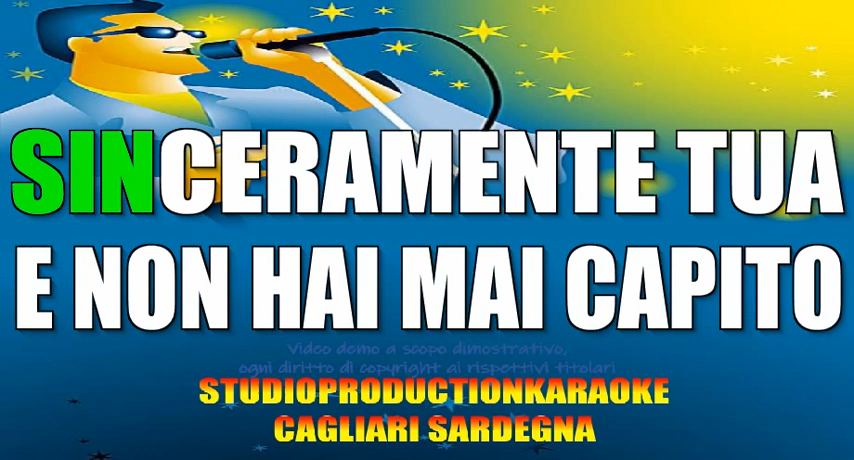 SINCERAMENTE TUA
E NON HAI MAI CAPITO
Video demo a scopo dimostrativo,
ogni diritto di copyright ai rispettivi titolari
STUDIOPRODUCTIONKARAOKE
CAGLIARI SARDEGNA